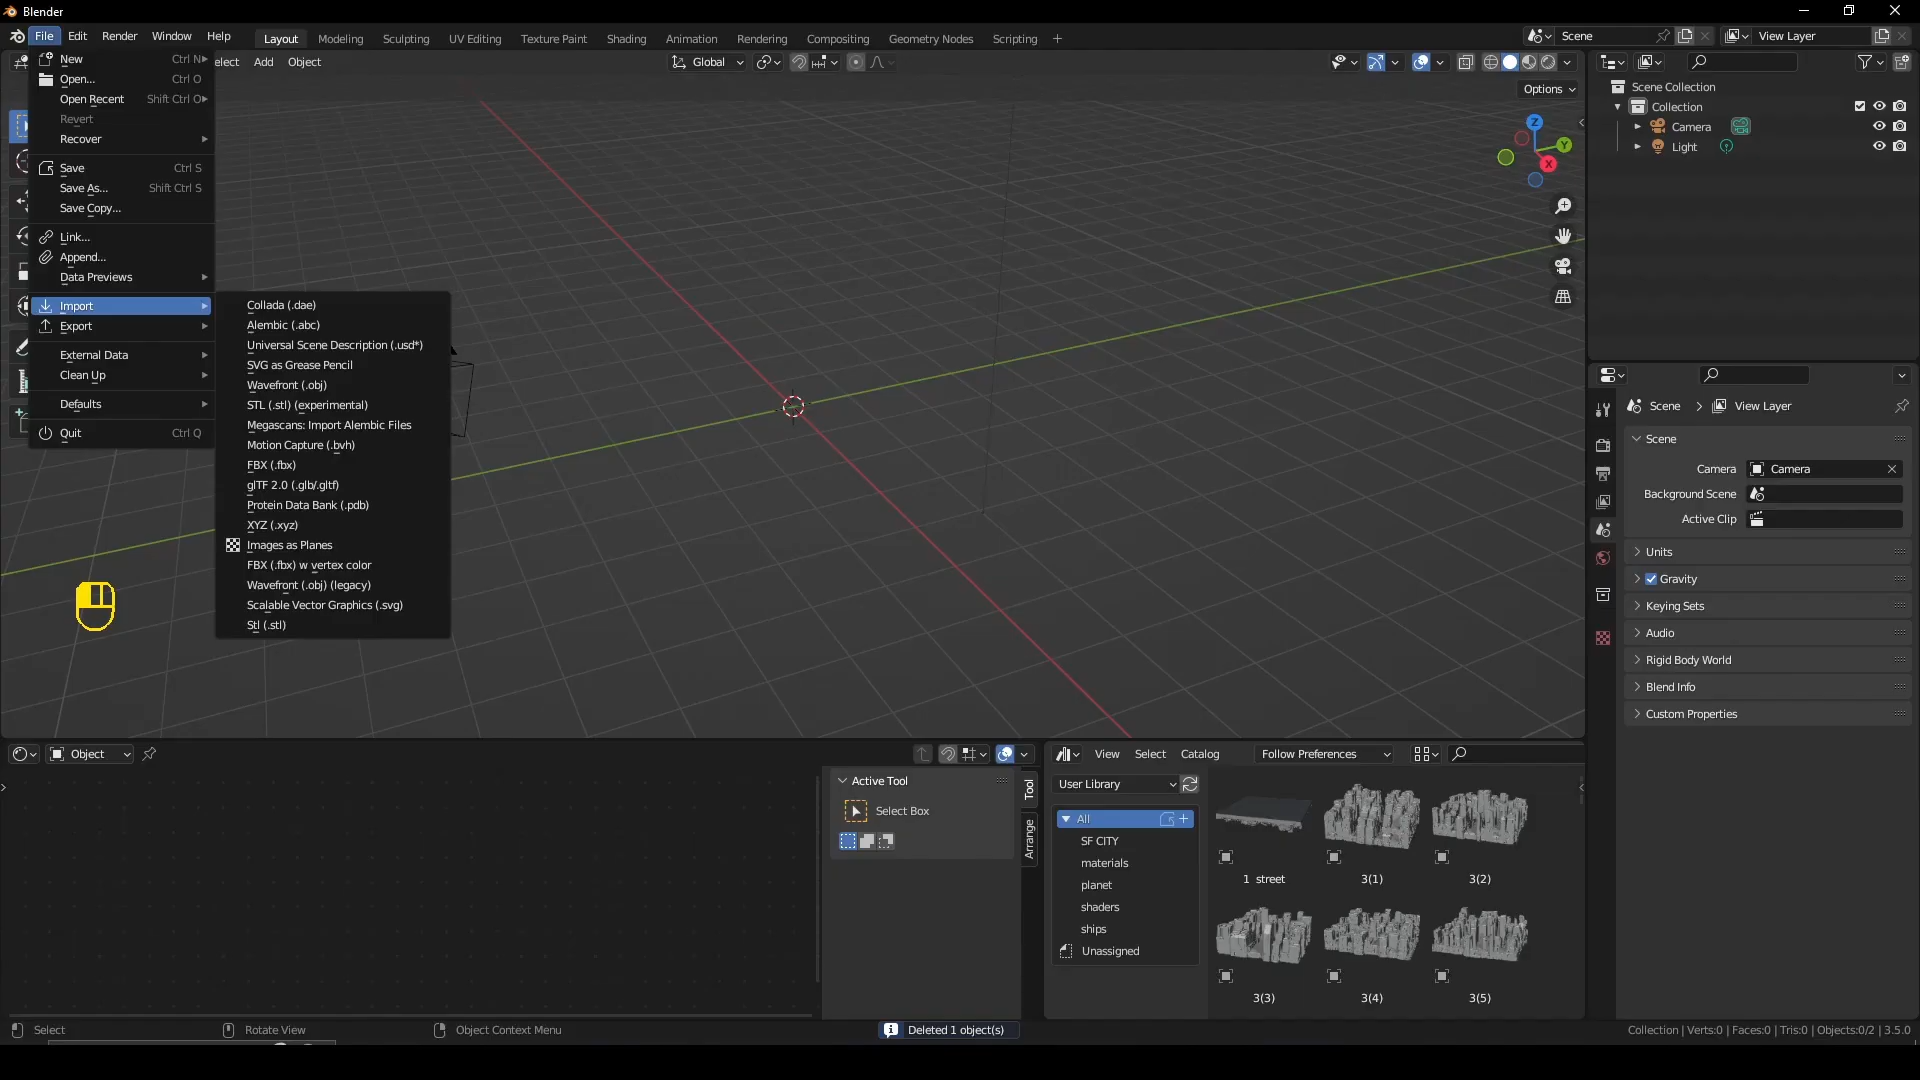 Blender
File Edit Render Window Help
Layout Modeling Sculpting UV Editing Texture Paint Shading Animation Rendering Compositing Geometry Nodes Scripting +
Scene
View Layer
New Ctrl N
Open... Ctrl O
Open Recent Shift Ctrl O
Revert
Recover
Save Ctrl S
Save As... Shift Ctrl S
Save Copy...
Link...
Append...
Data Previews
Import
Export
External Data
Clean Up
Defaults
Quit Ctrl Q
Collada (.dae)
Alembic (.abc)
Universal Scene Description (.usd*)
SVG as Grease Pencil
Wavefront (.obj)
STL (.stl) (experimental)
Megascans: Import Alembic Files
Motion Capture (.bvh)
FBX (.fbx)
glTF 2.0 (.glb/.gltf)
Protein Data Bank (.pdb)
XYZ (.xyz)
Images as Planes
FBX (.fbx) w vertex color
Wavefront (.obj) (legacy)
Scalable Vector Graphics (.svg)
Stl (.stl)
elect Add Object
Global
Options
Z
Y
X
Scene Collection
Collection
Camera
Light
Scene > View Layer
Scene
Camera Camera
Background Scene
Active Clip
Units
Gravity
Keying Sets
Audio
Rigid Body World
Blend Info
Custom Properties
Object
Active Tool
Select Box
Tool
Arrange
View Select Catalog Follow Preferences
User Library
All
SF CITY
materials
planet
shaders
ships
Unassigned
1 street
3(1)
3(2)
3(3)
3(4)
3(5)
Select
Rotate View
Object Context Menu
Deleted 1 object(s)
Collection | Verts:0 | Faces:0 | Tris:0 | Objects:0/2 | 3.5.0